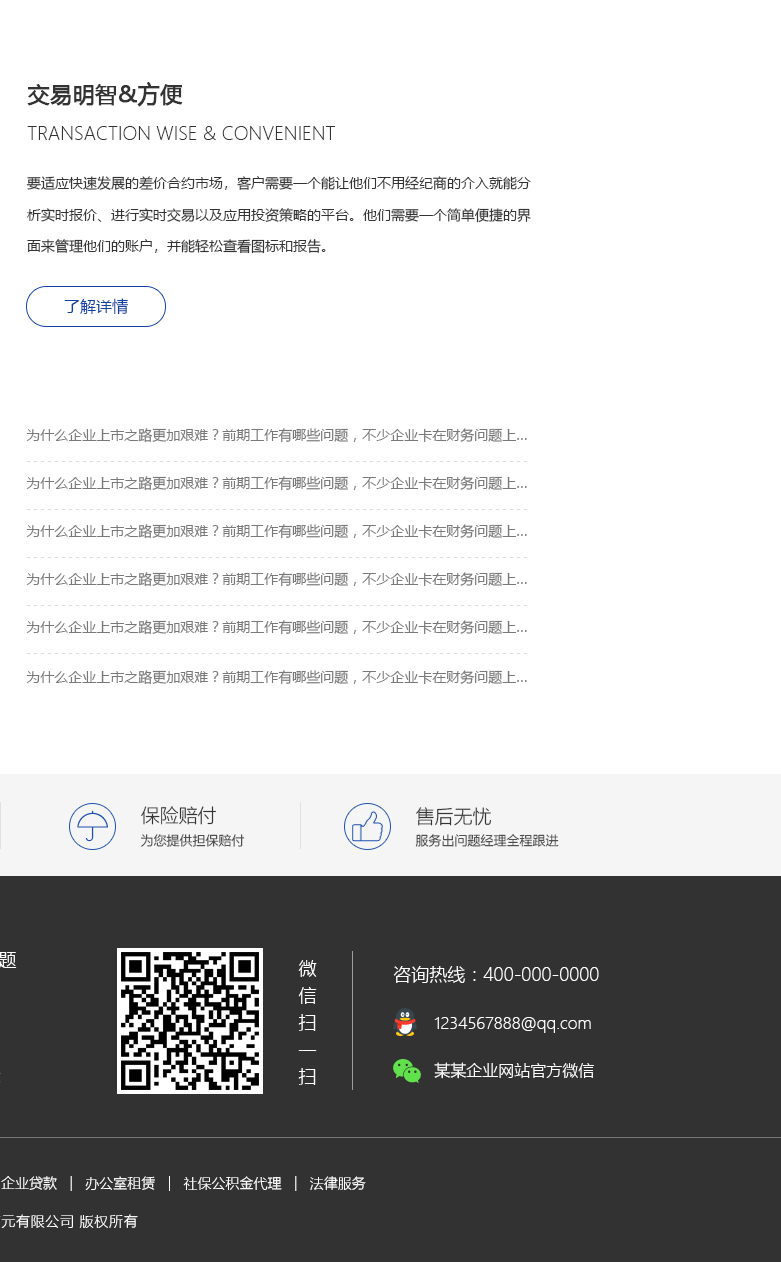 交易明智&方便
TRANSACTION WISE & CONVENIENT
要适应快速发展的差价合约市场，客户需要一个能让他们不用经纪商的介入就能分
析实时报价、进行实时交易以及应用投资策略的平台。他们需要一个简单便捷的界
面来管理他们的账户，并能轻松查看图标和报告。
了解详情
为什么企业上市之路更加艰难？前期工作有哪些问题，不少企业卡在财务问题上...
为什么企业上市之路更加艰难？前期工作有哪些问题，不少企业卡在财务问题上...
为什么企业上市之路更加艰难？前期工作有哪些问题，不少企业卡在财务问题上...
为什么企业上市之路更加艰难？前期工作有哪些问题，不少企业卡在财务问题上...
为什么企业上市之路更加艰难？前期工作有哪些问题，不少企业卡在财务问题上...
为什么企业上市之路更加艰难？前期工作有哪些问题，不少企业卡在财务问题上...
保险赔付
为您提供担保赔付
售后无忧
服务出问题经理全程跟进
题
微信扫一扫
咨询热线：400-000-0000
1234567888@qq.com
某某企业网站官方微信
企业贷款 | 办公室租赁 | 社保公积金代理 | 法律服务
元有限公司 版权所有